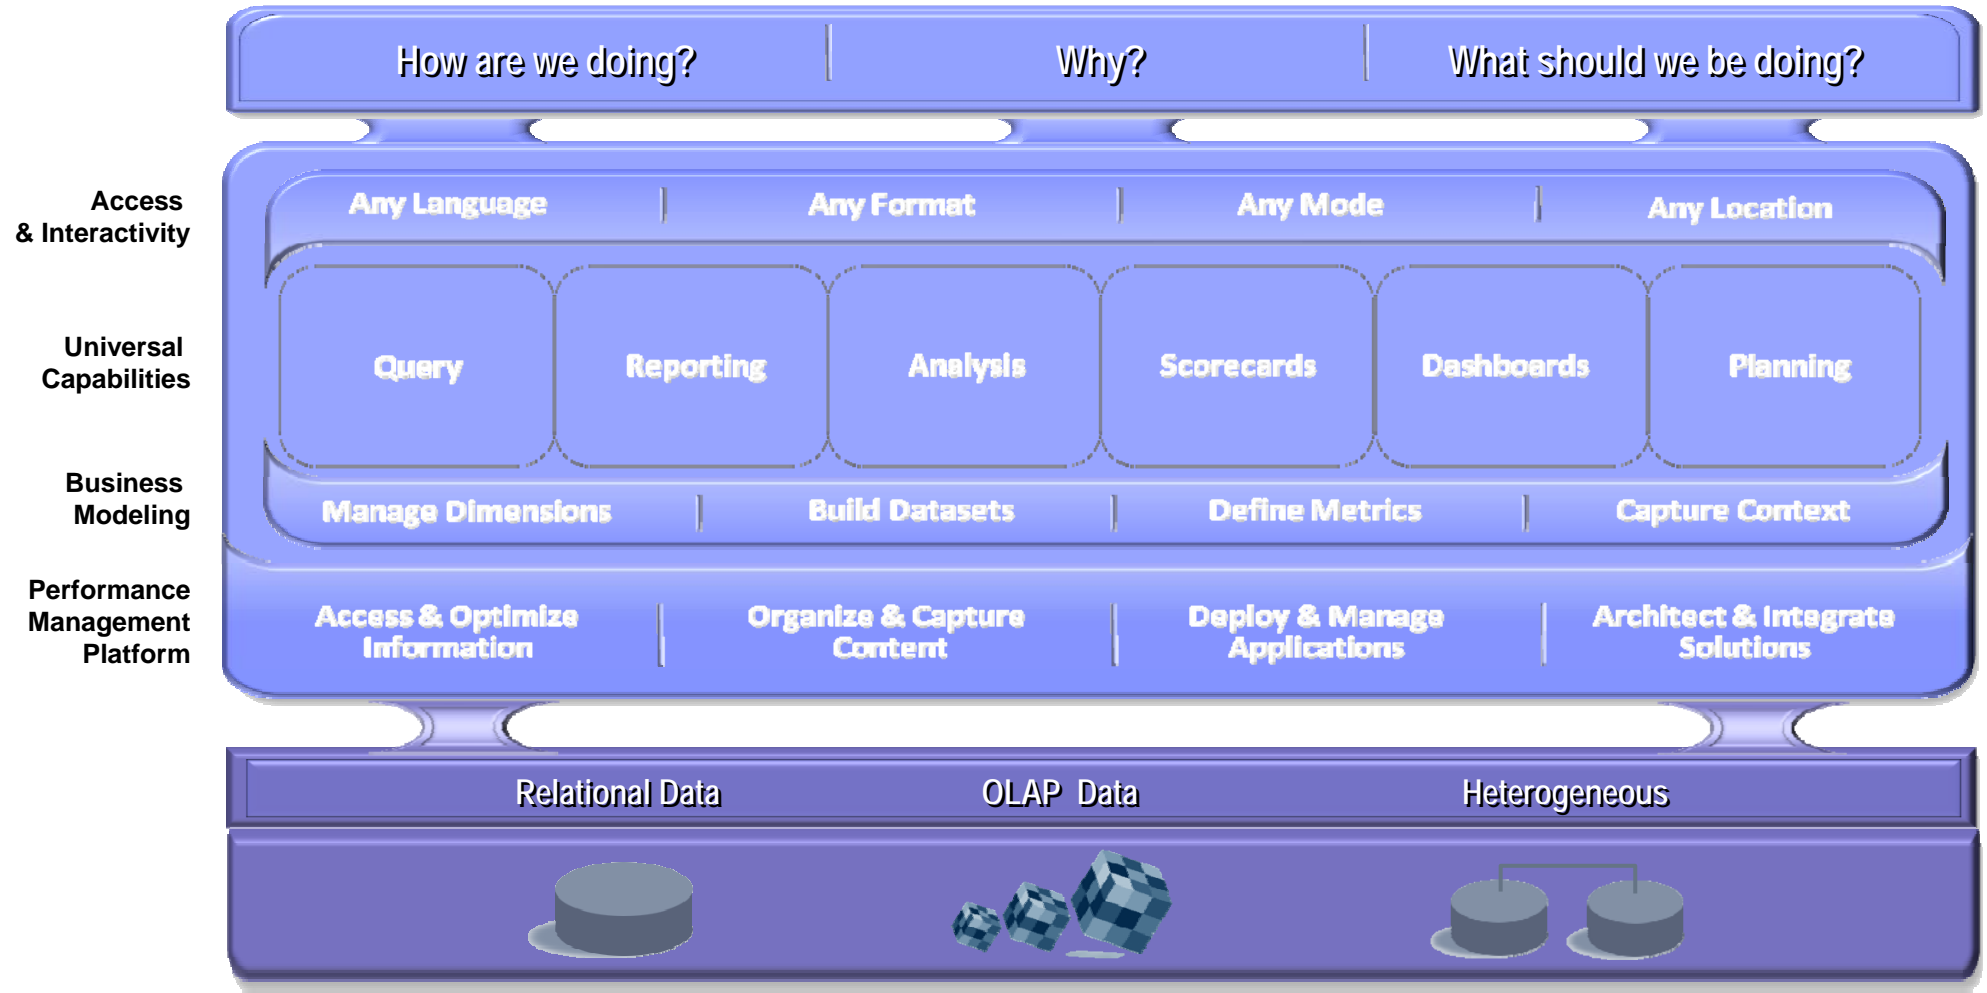 How are we doing?
Why?
What should we be doing?
Access
& Interactivity
Any Language
Any Format
Any Mode
Any Location
Universal
Capabilities
Query
Reporting
Analysis
Scorecards
Dashboards
Planning
Business
Modeling
Manage Dimensions
Build Datasets
Define Metrics
Capture Context
Performance
Management
Platform
Access & Optimize
Information
Organize & Capture
Content
Deploy & Manage
Applications
Architect & Integrate
Solutions
Relational Data
OLAP Data
Heterogeneous